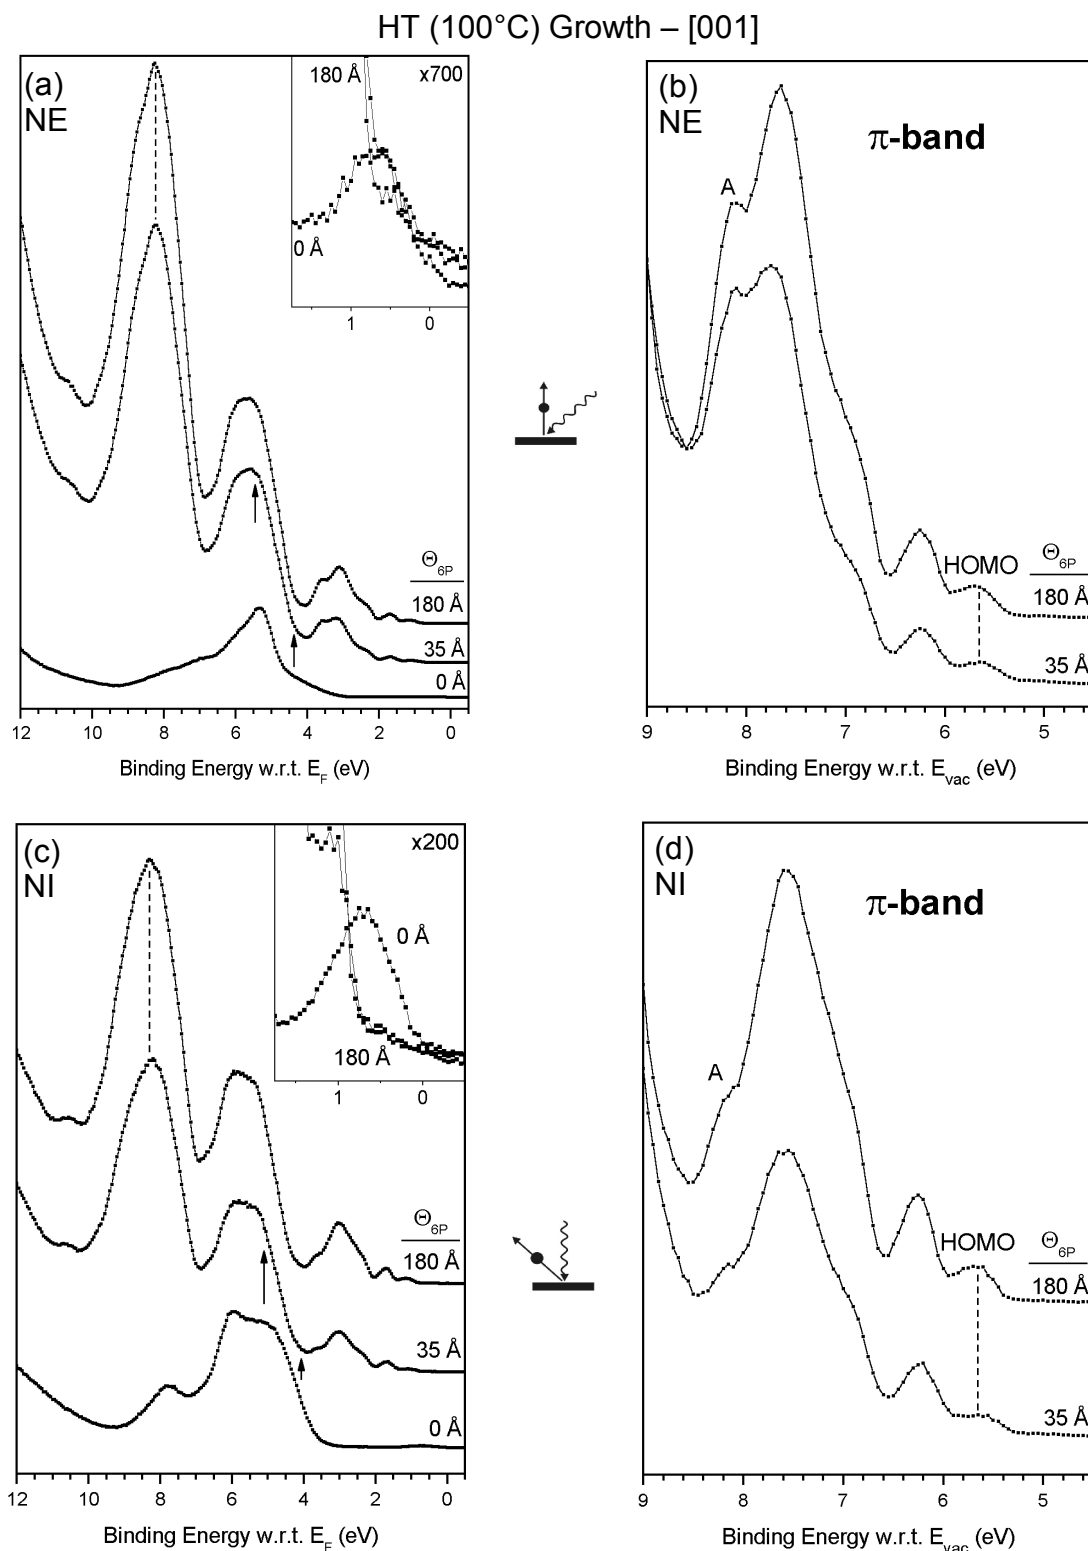 HT (100°C) Growth – [001]
(a)
NE
180 Å
x700
0 Å
1
0
Θ6P
180 Å
35 Å
0 Å
12
10
8
6
4
2
0
Binding Energy w.r.t. EF (eV)
(b)
NE
π-band
A
HOMO
Θ6P
180 Å
35 Å
9
8
7
6
5
Binding Energy w.r.t. Evac (eV)
(c)
NI
x200
0 Å
180 Å
1
0
Θ6P
180 Å
35 Å
0 Å
12
10
8
6
4
2
0
Binding Energy w.r.t. EF (eV)
(d)
NI
π-band
A
HOMO
Θ6P
180 Å
35 Å
9
8
7
6
5
Binding Energy w.r.t. Evac (eV)